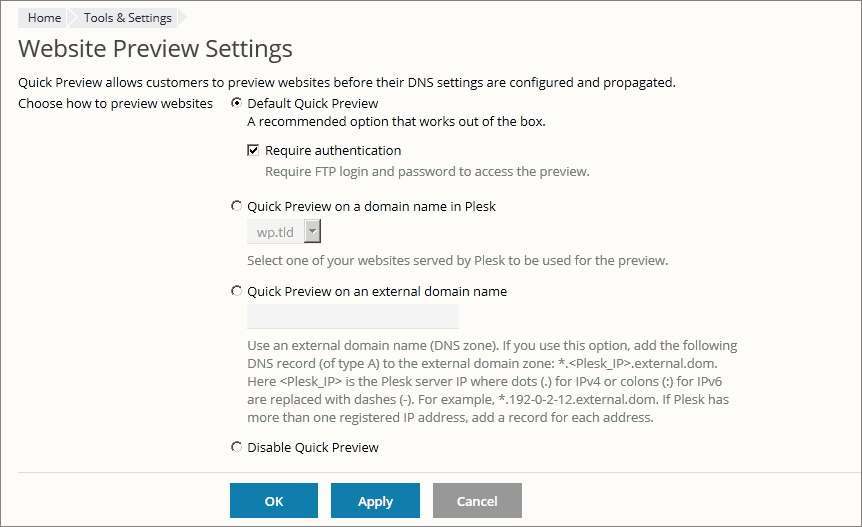 Home Tools & Settings
Website Preview Settings
Quick Preview allows customers to preview websites before their DNS settings are configured and propagated.
Choose how to preview websites Default Quick Preview
A recommended option that works out of the box.
Require authentication
Require FTP login and password to access the preview.
Quick Preview on a domain name in Plesk
wp.tld
Select one of your websites served by Plesk to be used for the preview.
Quick Preview on an external domain name
Use an external domain name (DNS zone). If you use this option, add the following
DNS record (of type A) to the external domain zone: *.<Plesk_IP>.external.dom.
Here <Plesk_IP> is the Plesk server IP where dots (.) for IPv4 or colons (:) for IPv6
are replaced with dashes (-). For example, *.192-0-2-12.external.dom. If Plesk has
more than one registered IP address, add a record for each address.
Disable Quick Preview
OK Apply Cancel